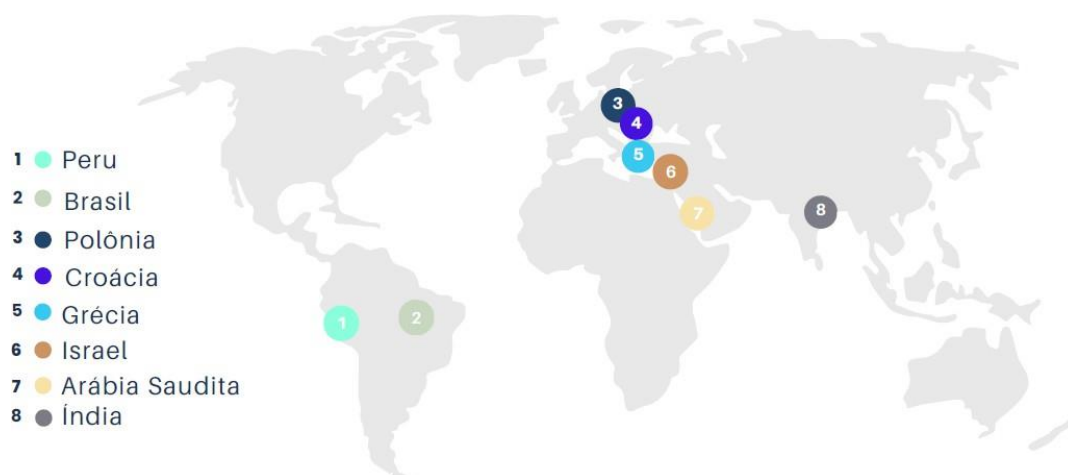 1 Peru
2 Brasil
3 Polônia
4 Croácia
5 Grécia
6 Israel
7 Arábia Saudita
8 Índia
3
4
5
6
7
8
1
2